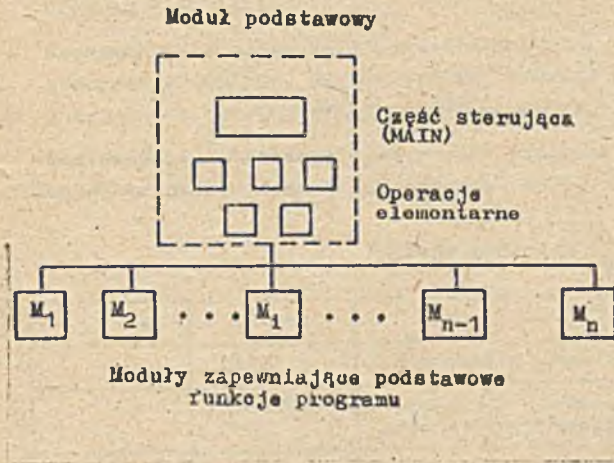 Moduł podstawowy
Część sterująca
(MAIN)
Operacje
elementarne
M1 M2 . . . Mi . . . Mn-1 Mn
Moduły zapewniające podstawowe
funkcje programu